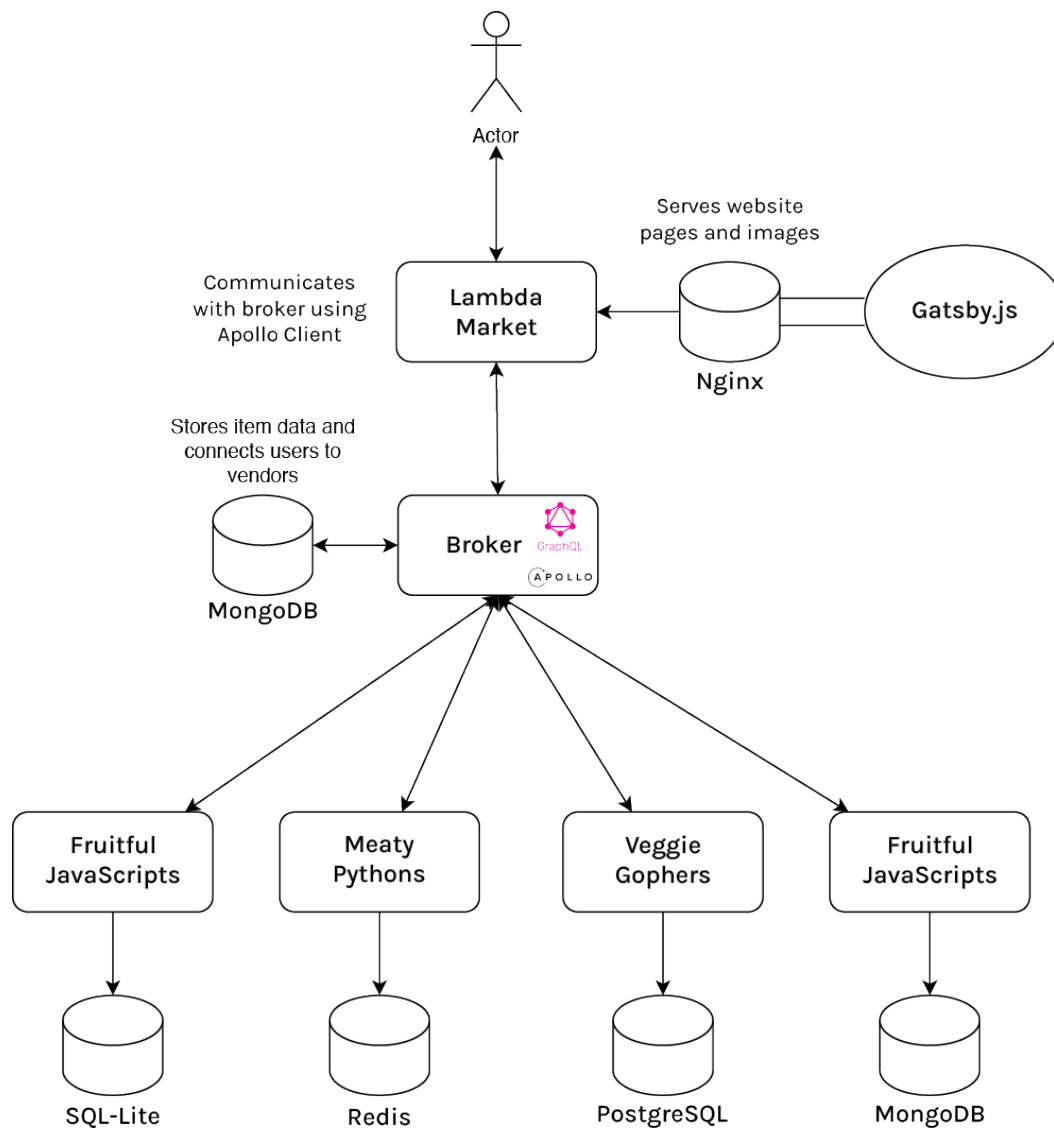 Actor
Serves website
pages and images
Communicates
with broker using
Apollo Client
Lambda
Market
Gatsby.js
Nginx
Stores item data and
connects users to
vendors
Broker
GraphQL
APOLLO
MongoDB
Fruitful
JavaScripts
Meaty
Pythons
Veggie
Gophers
Fruitful
JavaScripts
SQL-Lite
Redis
PostgreSQL
MongoDB